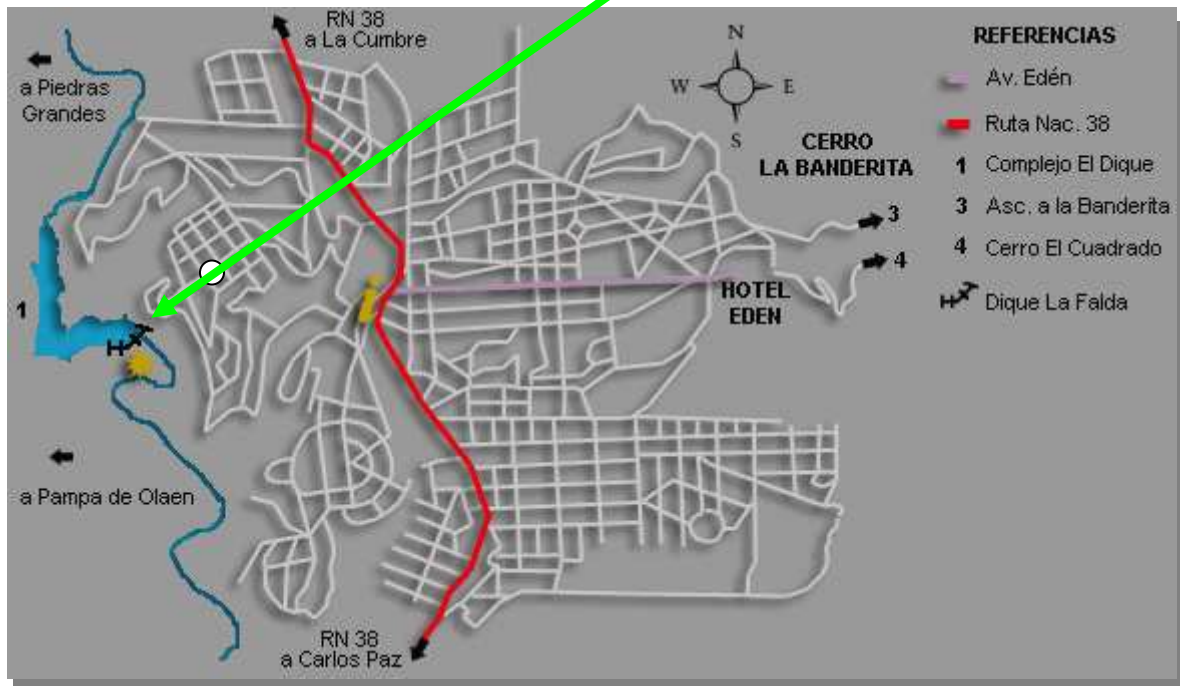 RN 38
a La Cumbre
a Piedras
Grandes
N
W
E
S
CERRO
LA BANDERITA
3
4
HOTEL
EDEN
1
a Pampa de Olaen
RN 38
a Carlos Paz
REFERENCIAS
Av. Edén
Ruta Nac. 38
1 Complejo El Dique
3 Asc. a la Banderita
4 Cerro El Cuadrado
Dique La Falda